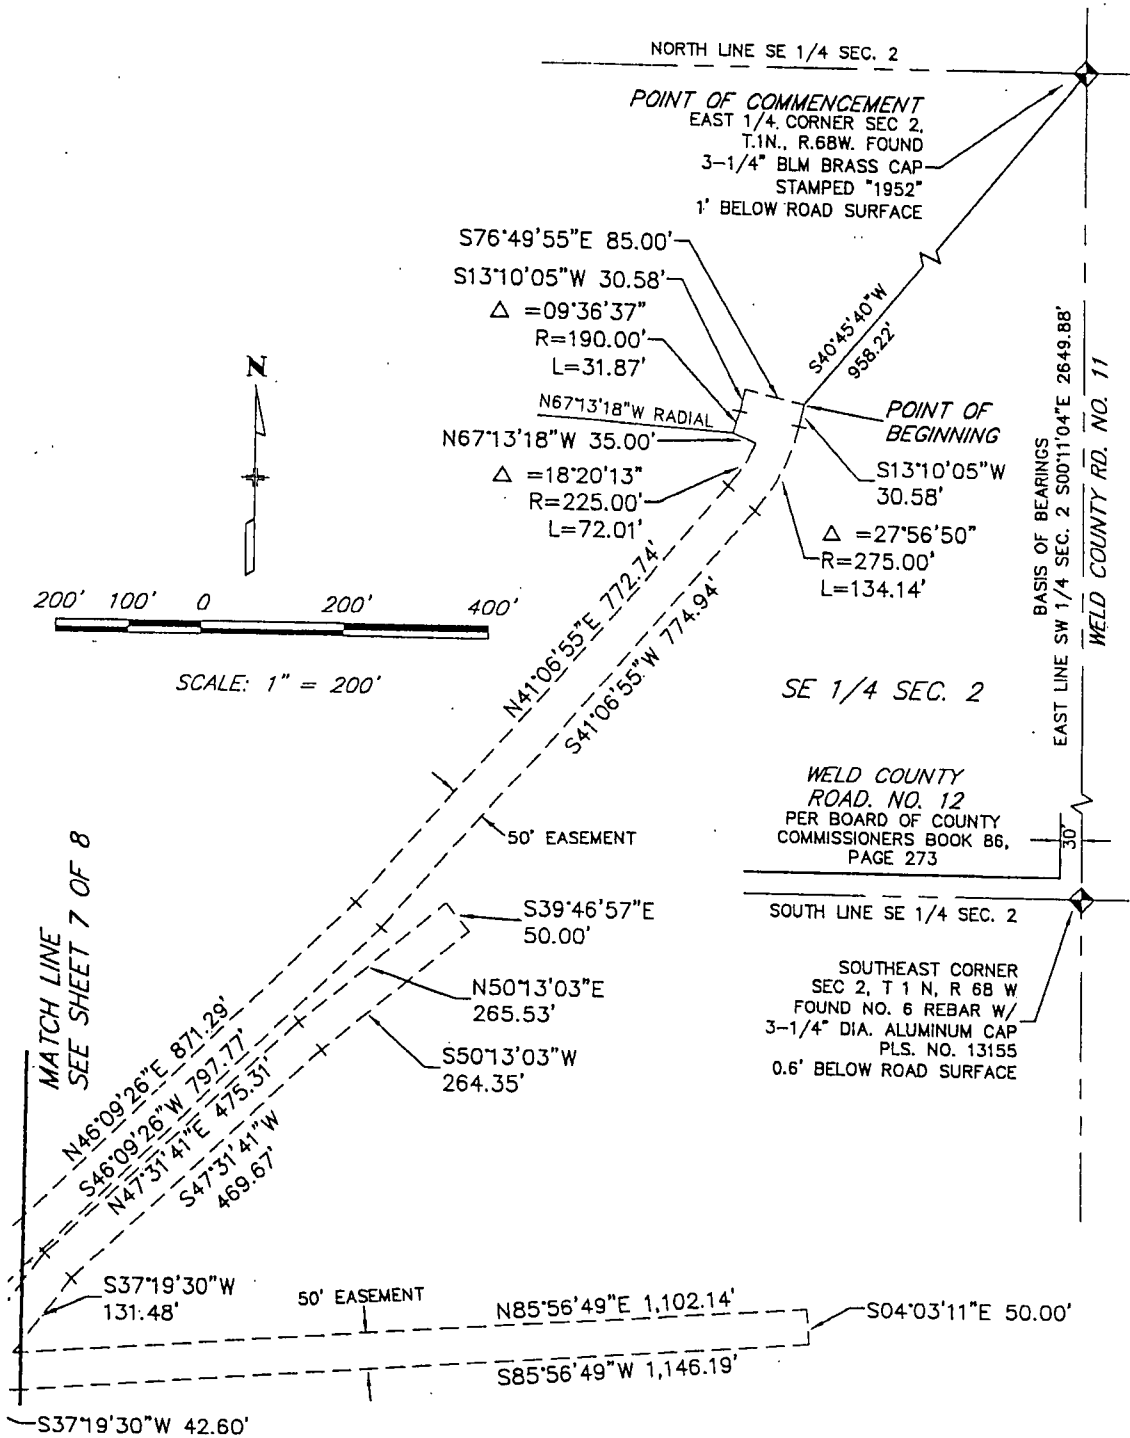 NORTH LINE SE 1/4 SEC. 2
POINT OF COMMENCEMENT
EAST 1/4. CORNER SEC 2,
T.1N., R.68W. FOUND
3-1/4" BLM BRASS CAP
STAMPED "1952"
1' BELOW ROAD SURFACE
S76°49'55"E 85.00'
S13°10'05"W 30.58'
△ =09°36'37"
R=190.00'
L=31.87'
N67°13'18"W RADIAL
N67°13'18"W 35.00'
△ =18°20'13"
R=225.00'
L=72.01'
S40°45'40"W
958.22'
POINT OF
BEGINNING
S13°10'05"W
30.58'
△ =27°56'50"
R=275.00'
L=134.14'
BASIS OF BEARINGS
EAST LINE SW 1/4 SEC. 2 S00°11'04"E 2649.88'
WELD COUNTY RD. NO. 11
N
200' 100' 0 200' 400'
SCALE: 1" = 200'
N41°06'55"E 772.74'
S41°06'55"W 774.94'
SE 1/4 SEC. 2
WELD COUNTY
ROAD. NO. 12
PER BOARD OF COUNTY
COMMISSIONERS BOOK 86,
PAGE 273
30'
50' EASEMENT
SOUTH LINE SE 1/4 SEC. 2
MATCH LINE
SEE SHEET 7 OF 8
S39°46'57"E
50.00'
N50°13'03"E
265.53'
S50°13'03"W
264.35'
SOUTHEAST CORNER
SEC 2, T 1 N, R 68 W
FOUND NO. 6 REBAR W/
3-1/4" DIA. ALUMINUM CAP
PLS. NO. 13155
0.6' BELOW ROAD SURFACE
N46°09'26"E 871.29'
S46°09'26"W 797.77'
N47°31'41"E 475.31'
S47°31'41"W
469.67'
S37°19'30"W
131.48'
50' EASEMENT
N85°56'49"E 1,102.14'
S04°03'11"E 50.00'
S85°56'49"W 1,146.19'
S37°19'30"W 42.60'